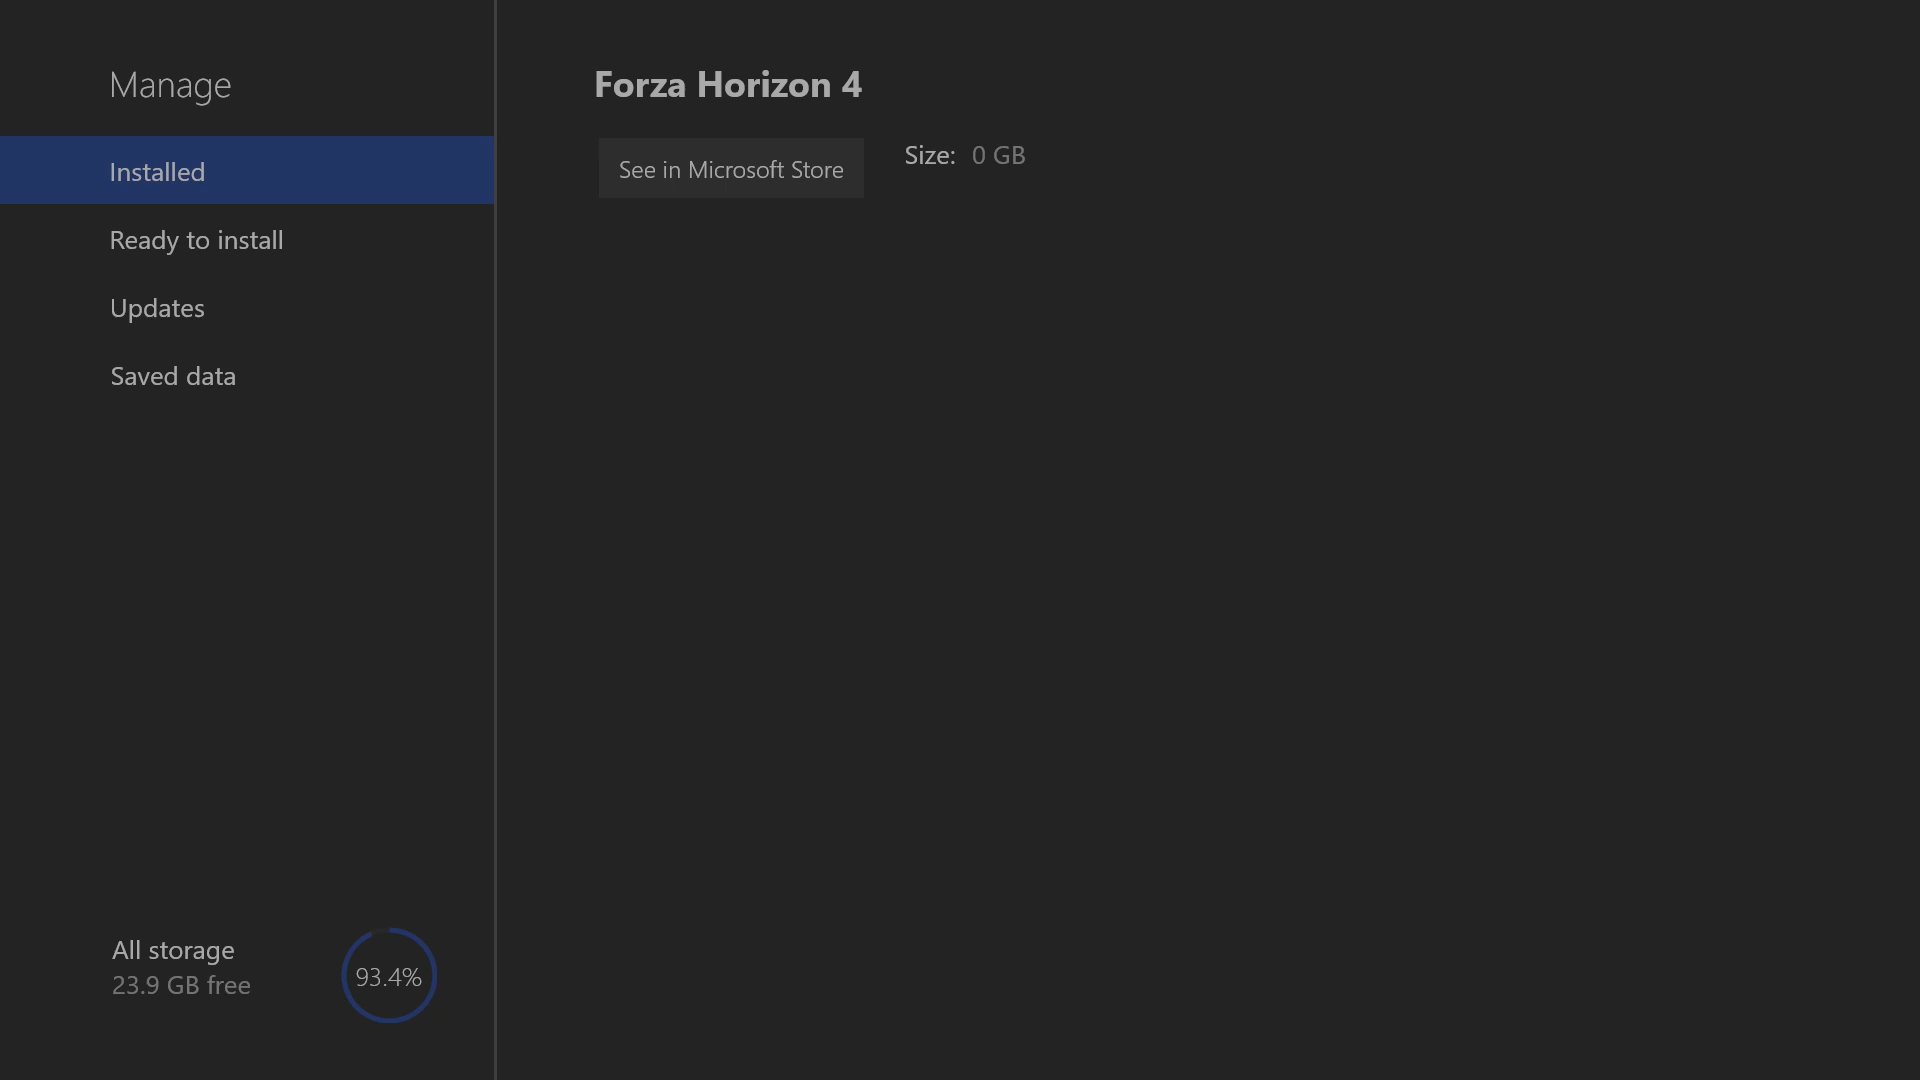 Manage
Installed
Ready to install
Updates
Saved data
All storage
23.9 GB free
93.4%
Forza Horizon 4
See in Microsoft Store
Size: 0 GB